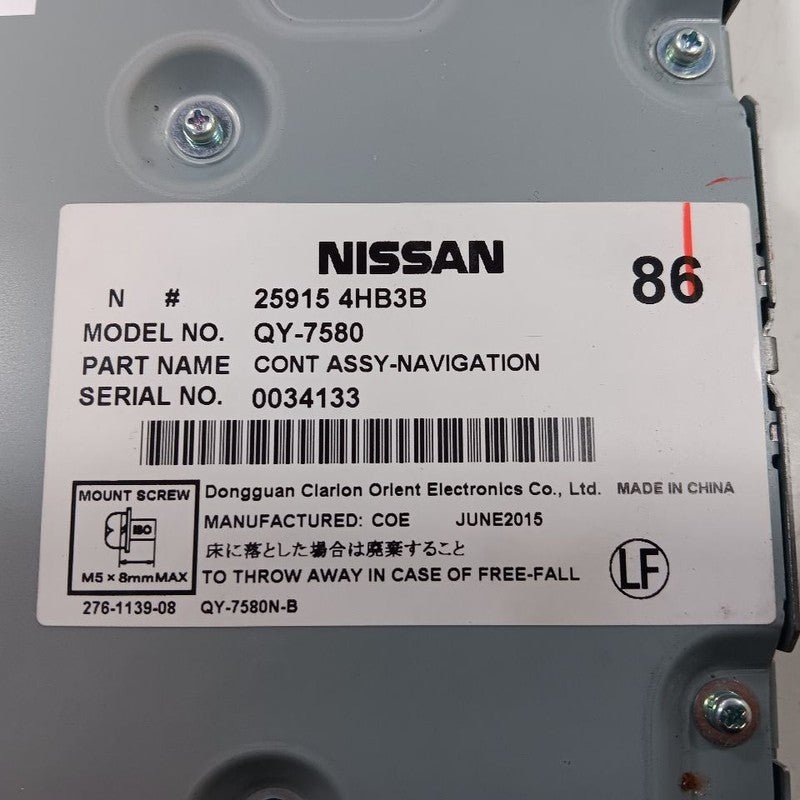 NISSAN
86
N # 25915 4HB3B
MODEL NO. QY-7580
PART NAME CONT ASSY-NAVIGATION
SERIAL NO. 0034133
MOUNT SCREW
ISO
M5 × 8mmMAX
Dongguan Clarion Orient Electronics Co., Ltd. MADE IN CHINA
MANUFACTURED: COE JUNE2015
床に落とした場合は廃棄すること
TO THROW AWAY IN CASE OF FREE-FALL
LF
276-1139-08 QY-7580N-B